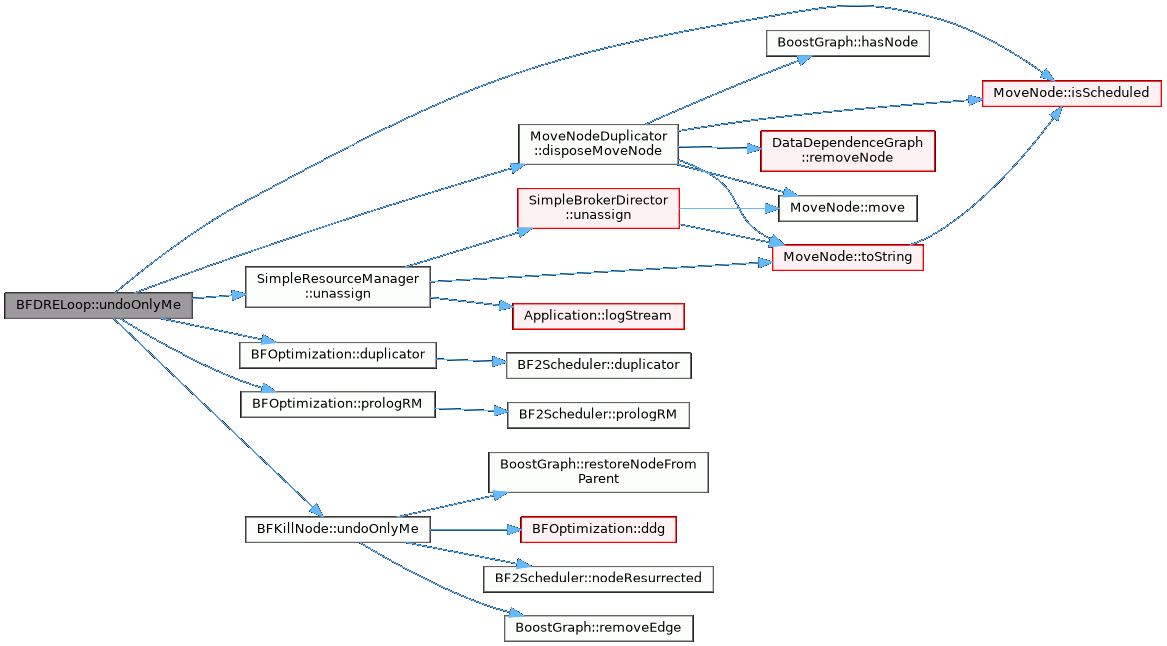 BoostGraph::hasNode
MoveNode::isScheduled
MoveNodeDuplicator
::disposeMoveNode
DataDependenceGraph
::removeNode
SimpleBrokerDirector
::unassign
MoveNode::move
MoveNode::toString
SimpleResourceManager
::unassign
BFDRELoop::undoOnlyMe
Application::logStream
BFOptimization::duplicator
BF2Scheduler::duplicator
BFOptimization::prologRM
BF2Scheduler::prologRM
BoostGraph::restoreNodeFrom
Parent
BFKillNode::undoOnlyMe
BFOptimization::ddg
BF2Scheduler::nodeResurrected
BoostGraph::removeEdge